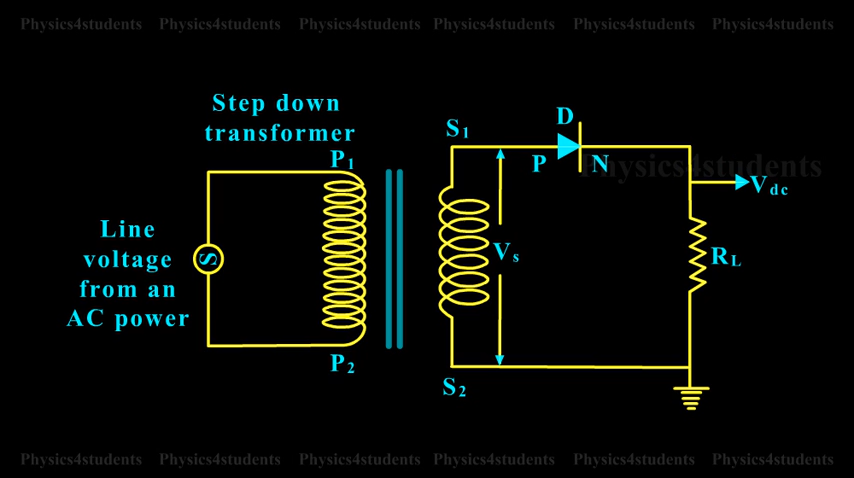 Physics4students Physics4students Physics4students Physics4students Physics4students Physics4students
Step down
transformer
P1
P2
Line
voltage
from an
AC power
S
S1
S2
Vs
D
P
N
Physics4students
Vdc
RL
Physics4students Physics4students Physics4students Physics4students Physics4students Physics4students